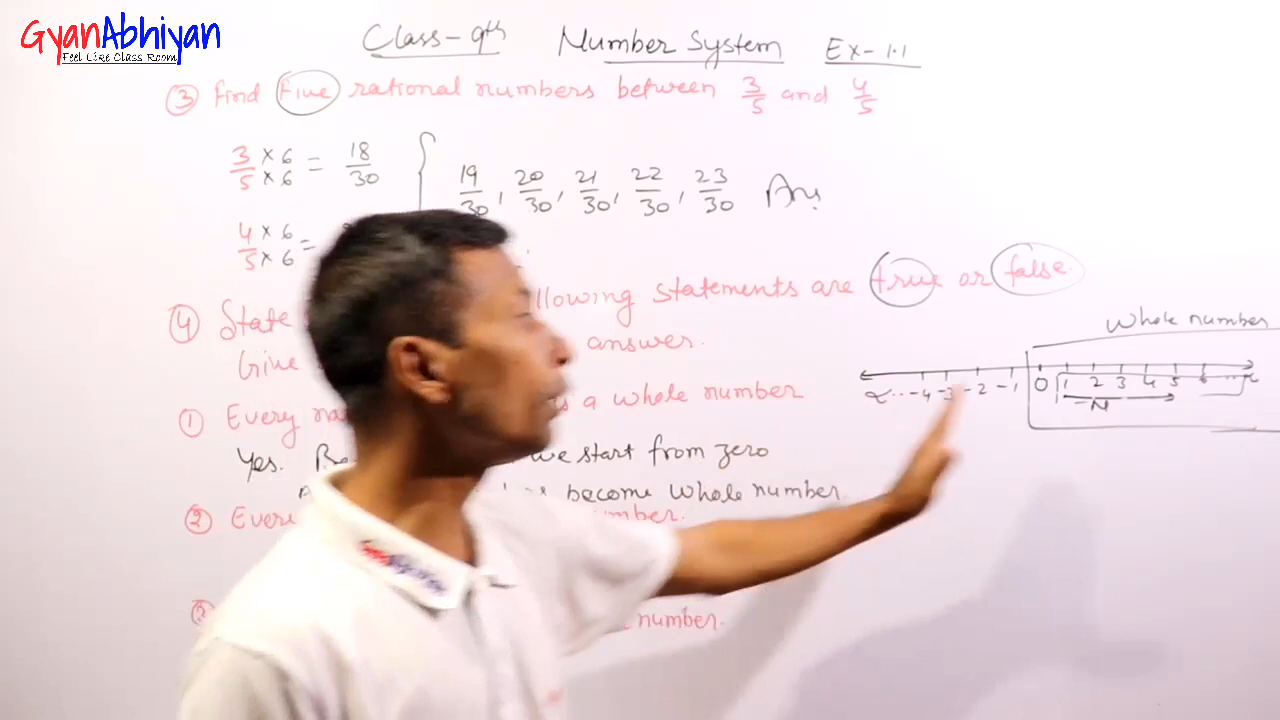 GyanAbhiyan
Feel Like Class Room
Class-9th Number System Ex-1.1
③ Find Five rational numbers between 3/5 and 4/5
3/5 × 6/× 6 = 18/30
19/30, 20/30, 21/30, 22/30, 23/30 Ans
4/5 × 6/× 6 =
④ State llowing statements are true or false.
Give answer.
Whole number
-4 -3 -2 -1 0 1 2 3 4 5 6
N
① Every a whole number
Yes. we start from zero
become whole number.
② Every umber.
number.